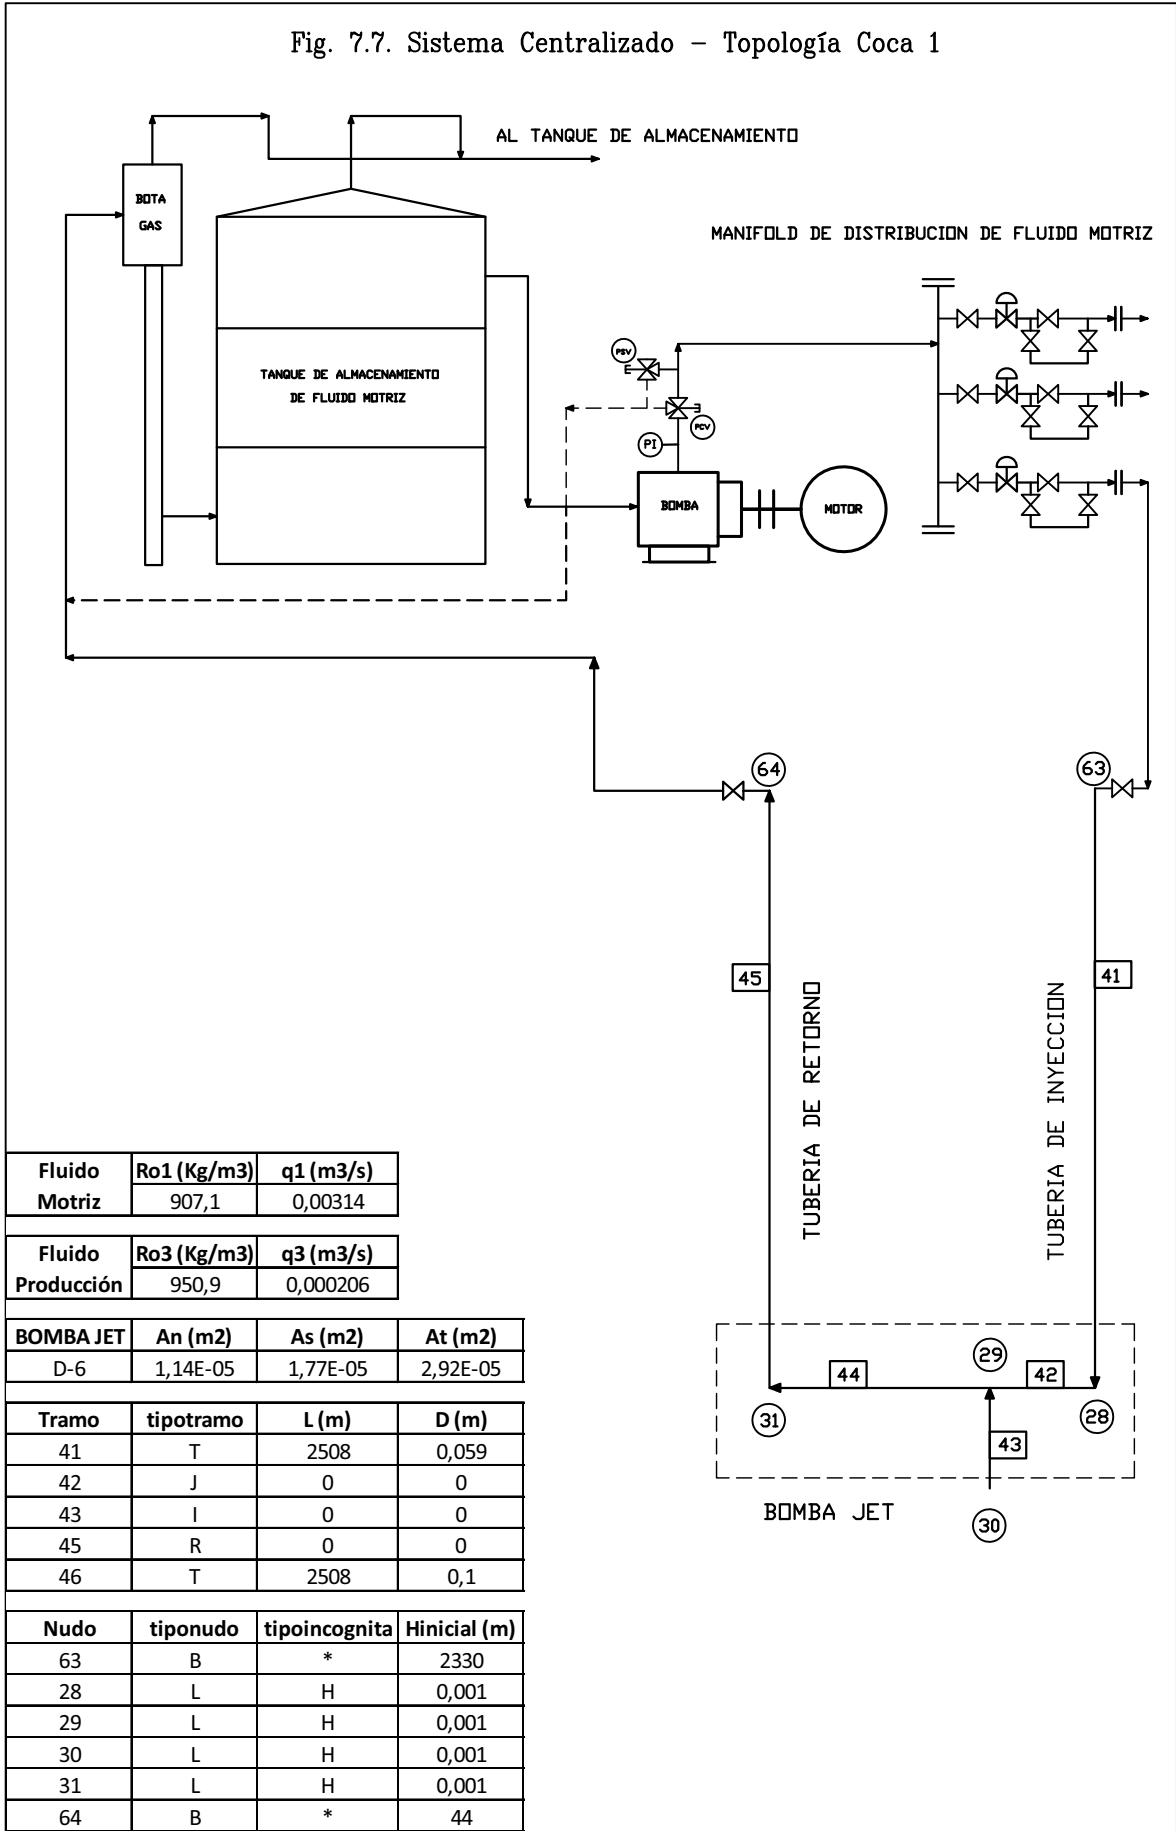 Fig. 7.7. Sistema Centralizado – Topología Coca 1
AL TANQUE DE ALMACENAMIENTO
BOTA
GAS
MANIFOLD DE DISTRIBUCION DE FLUIDO MOTRIZ
TANQUE DE ALMACENAMIENTO
DE FLUIDO MOTRIZ
PSV
PCV
PI
BOMBA
MOTOR
64
63
45
41
TUBERIA DE RETORNO
TUBERIA DE INYECCION
29
44
42
31
28
43
BOMBA JET
30
Fluido Ro1 (Kg/m3) q1 (m3/s)
Motriz 907,1 0,00314
Fluido Ro3 (Kg/m3) q3 (m3/s)
Producción 950,9 0,000206
BOMBA JET An (m2) As (m2) At (m2)
D-6 1,14E-05 1,77E-05 2,92E-05
Tramo tipotramo L (m) D (m)
41 T 2508 0,059
42 J 0 0
43 I 0 0
45 R 0 0
46 T 2508 0,1
Nudo tiponudo tipoincognita Hinicial (m)
63 B * 2330
28 L H 0,001
29 L H 0,001
30 L H 0,001
31 L H 0,001
64 B * 44